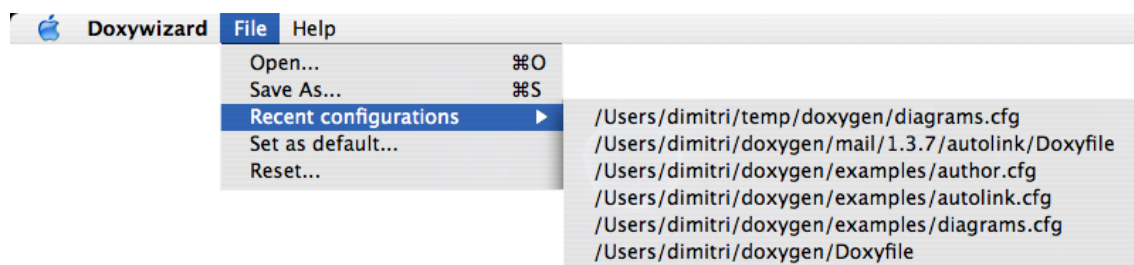 Doxywizard File Help
Open... ⌘O
Save As... ⌘S
Recent configurations
Set as default...
Reset...
/Users/dimitri/temp/doxygen/diagrams.cfg
/Users/dimitri/doxygen/mail/1.3.7/autolink/Doxyfile
/Users/dimitri/doxygen/examples/author.cfg
/Users/dimitri/doxygen/examples/autolink.cfg
/Users/dimitri/doxygen/examples/diagrams.cfg
/Users/dimitri/doxygen/Doxyfile